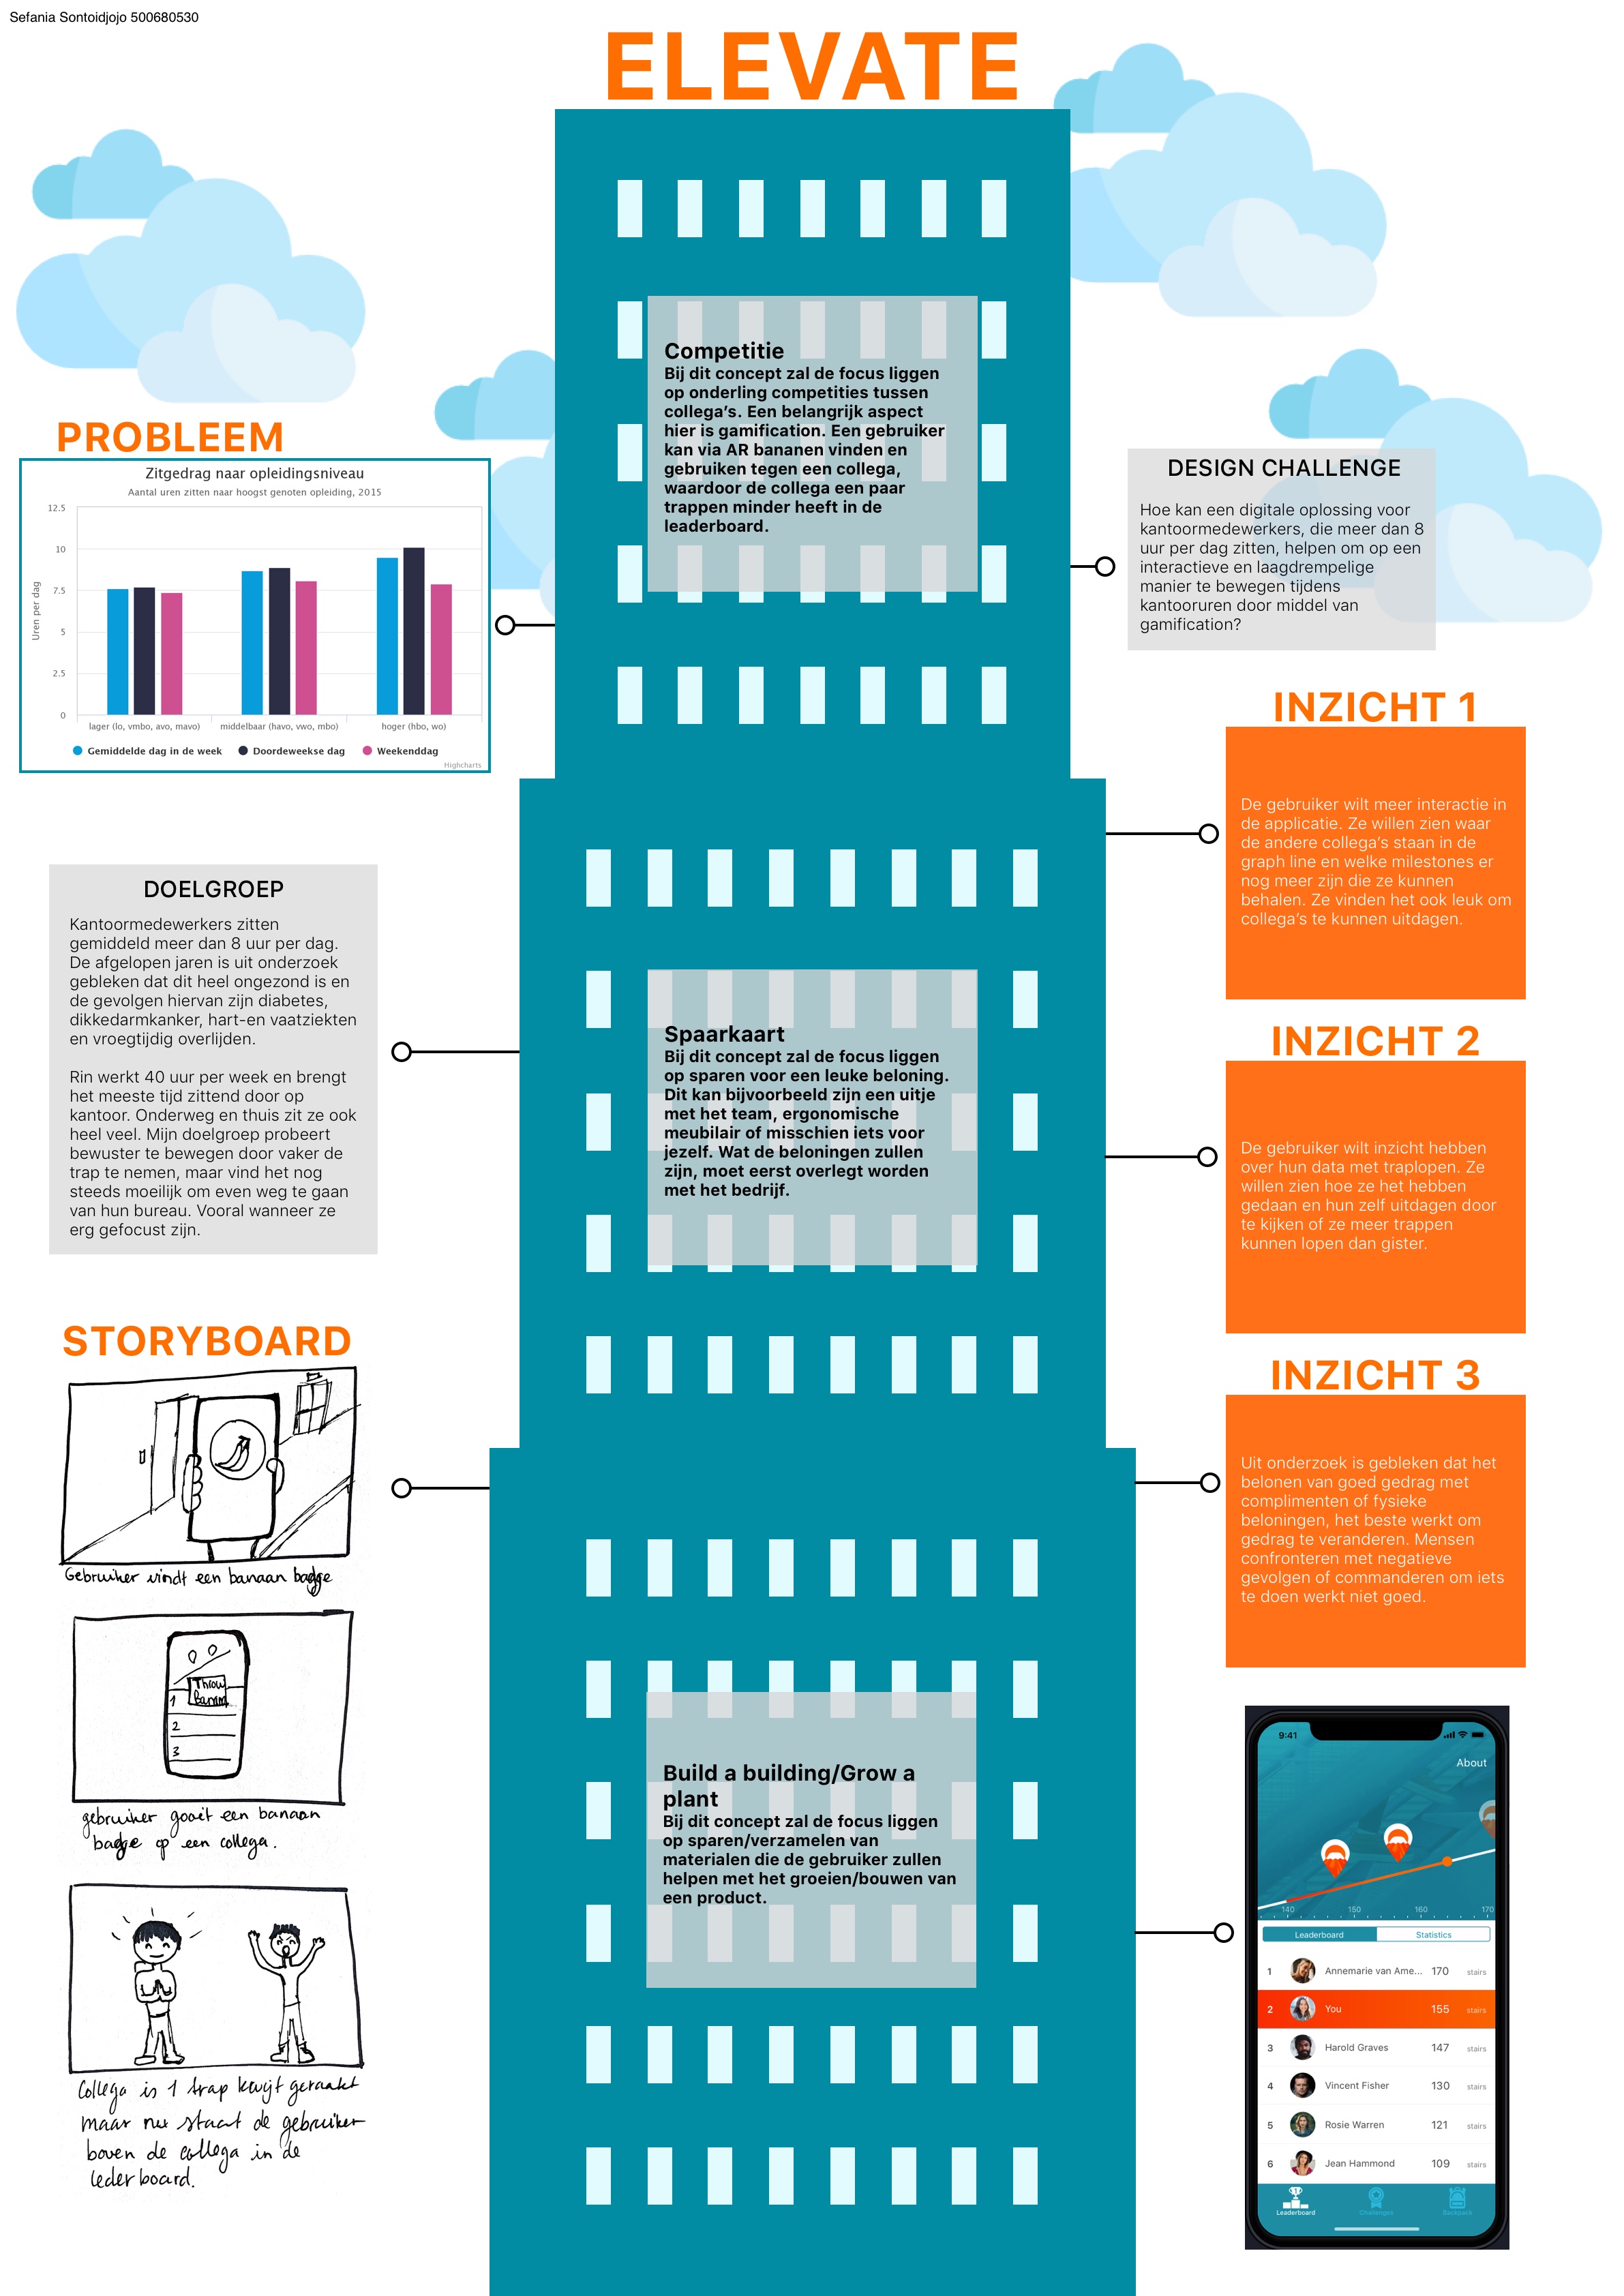 Sefania Sontoidjojo 500680530
ELEVATE
Competitie
Bij dit concept zal de focus liggen
op onderling competities tussen
collega's. Een belangrijk aspect
hier is gamification. Een gebruiker
kan via AR bananen vinden en
gebruiken tegen een collega,
waardoor de collega een paar
trappen minder heeft in de
leaderboard.
PROBLEEM
Zitgedrag naar opleidingsniveau
Aantal uren zitten naar hoogst genoten opleiding, 2015
Uren per dag
12.5
10
7.5
5
2.5
0
lager (lo, vmbo, avo, mavo)
middelbaar (havo, vwo, mbo)
hoger (hbo, wo)
Gemiddelde dag in de week
Doordeweekse dag
Weekenddag
Highcharts
DESIGN CHALLENGE
Hoe kan een digitale oplossing voor
kantoormedewerkers, die meer dan 8
uur per dag zitten, helpen om op een
interactieve en laagdrempelige
manier te bewegen tijdens
kantooruren door middel van
gamification?
INZICHT 1
De gebruiker wilt meer interactie in
de applicatie. Ze willen zien waar
de andere collega's staan in de
graph line en welke milestones er
nog meer zijn die ze kunnen
behalen. Ze vinden het ook leuk om
collega's te kunnen uitdagen.
DOELGROEP
Kantoormedewerkers zitten
gemiddeld meer dan 8 uur per dag.
De afgelopen jaren is uit onderzoek
gebleken dat dit heel ongezond is en
de gevolgen hiervan zijn diabetes,
dikkedarmkanker, hart-en vaatziekten
en vroegtijdig overlijden.
Rin werkt 40 uur per week en brengt
het meeste tijd zittend door op
kantoor. Onderweg en thuis zit ze ook
heel veel. Mijn doelgroep probeert
bewuster te bewegen door vaker de
trap te nemen, maar vind het nog
steeds moeilijk om even weg te gaan
van hun bureau. Vooral wanneer ze
erg gefocust zijn.
Spaarkaart
Bij dit concept zal de focus liggen
op sparen voor een leuke beloning.
Dit kan bijvoorbeeld zijn een uitje
met het team, ergonomische
meubilair of misschien iets voor
jezelf. Wat de beloningen zullen
zijn, moet eerst overlegt worden
met het bedrijf.
INZICHT 2
De gebruiker wilt inzicht hebben
over hun data met traplopen. Ze
willen zien hoe ze het hebben
gedaan en hun zelf uitdagen door
te kijken of ze meer trappen
kunnen lopen dan gister.
STORYBOARD
Gebruiker vindt een banaan badge
1
Throw
Banana
2
3
gebruiker gooit een banaan
badge op een collega.
Collega is 1 trap kwijt geraakt
maar nu staat de gebruiker
boven de collega in de
lederboard.
INZICHT 3
Uit onderzoek is gebleken dat het
belonen van goed gedrag met
complimenten of fysieke
beloningen, het beste werkt om
gedrag te veranderen. Mensen
confronteren met negatieve
gevolgen of commanderen om iets
te doen werkt niet goed.
Build a building/Grow a
plant
Bij dit concept zal de focus liggen
op sparen/verzamelen van
materialen die de gebruiker zullen
helpen met het groeien/bouwen van
een product.
9:41
About
140 150 160 170
Leaderboard Statistics
1 Annemarie van Ame... 170 stairs
2 You 155 stairs
3 Harold Graves 147 stairs
4 Vincent Fisher 130 stairs
5 Rosie Warren 121 stairs
6 Jean Hammond 109 stairs
Leaderboard Challenges Backpack